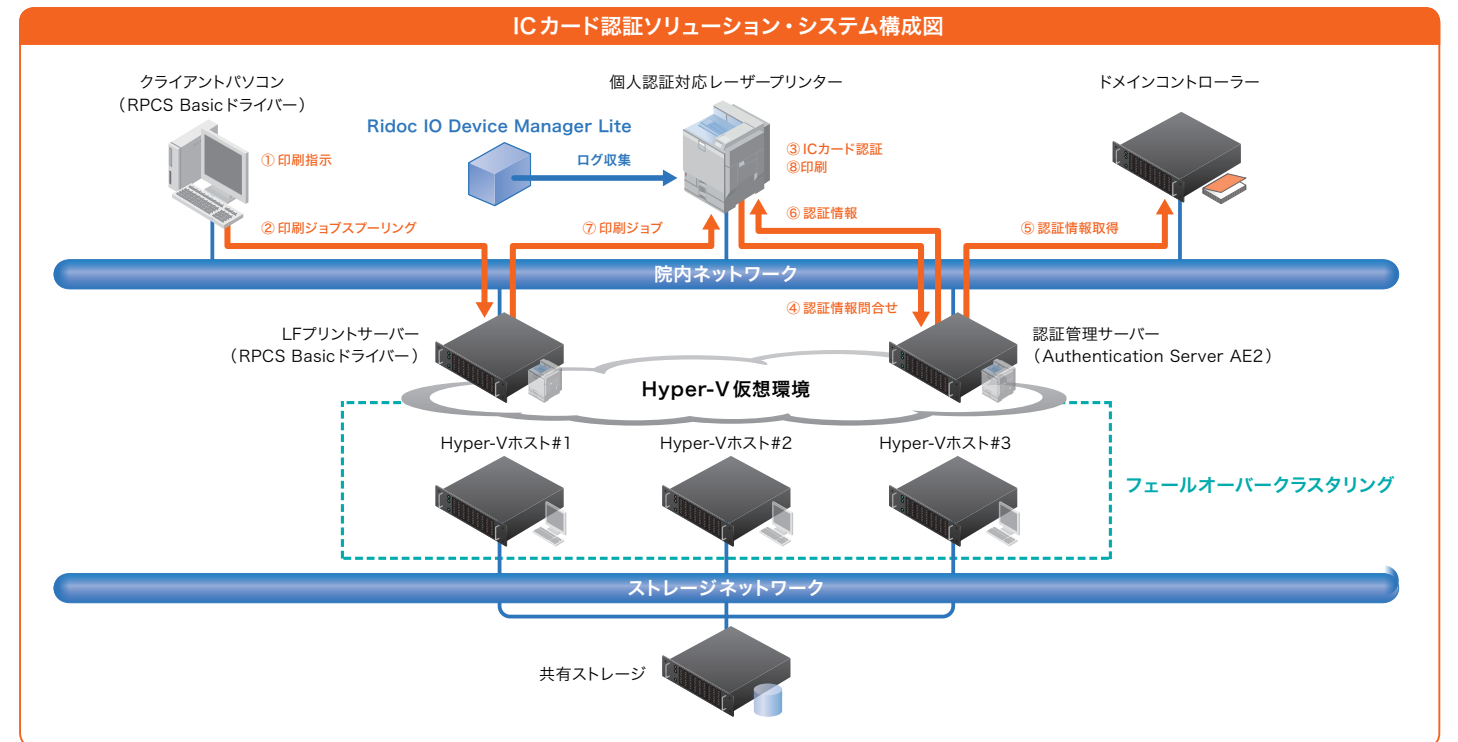 ICカード認証ソリューション・システム構成図
クライアントパソコン
（RPCS Basicドライバー）
個人認証対応レーザープリンター
ドメインコントローラー
Ridoc IO Device Manager Lite
ログ収集
①印刷指示
③ICカード認証
⑧印刷
②印刷ジョブスプーリング
⑦印刷ジョブ
⑥認証情報
⑤認証情報取得
院内ネットワーク
④認証情報問合せ
LFプリントサーバー
（RPCS Basicドライバー）
認証管理サーバー
（Authentication Server AE2）
Hyper-V仮想環境
Hyper-Vホスト#1
Hyper-Vホスト#2
Hyper-Vホスト#3
フェールオーバークラスタリング
ストレージネットワーク
共有ストレージ